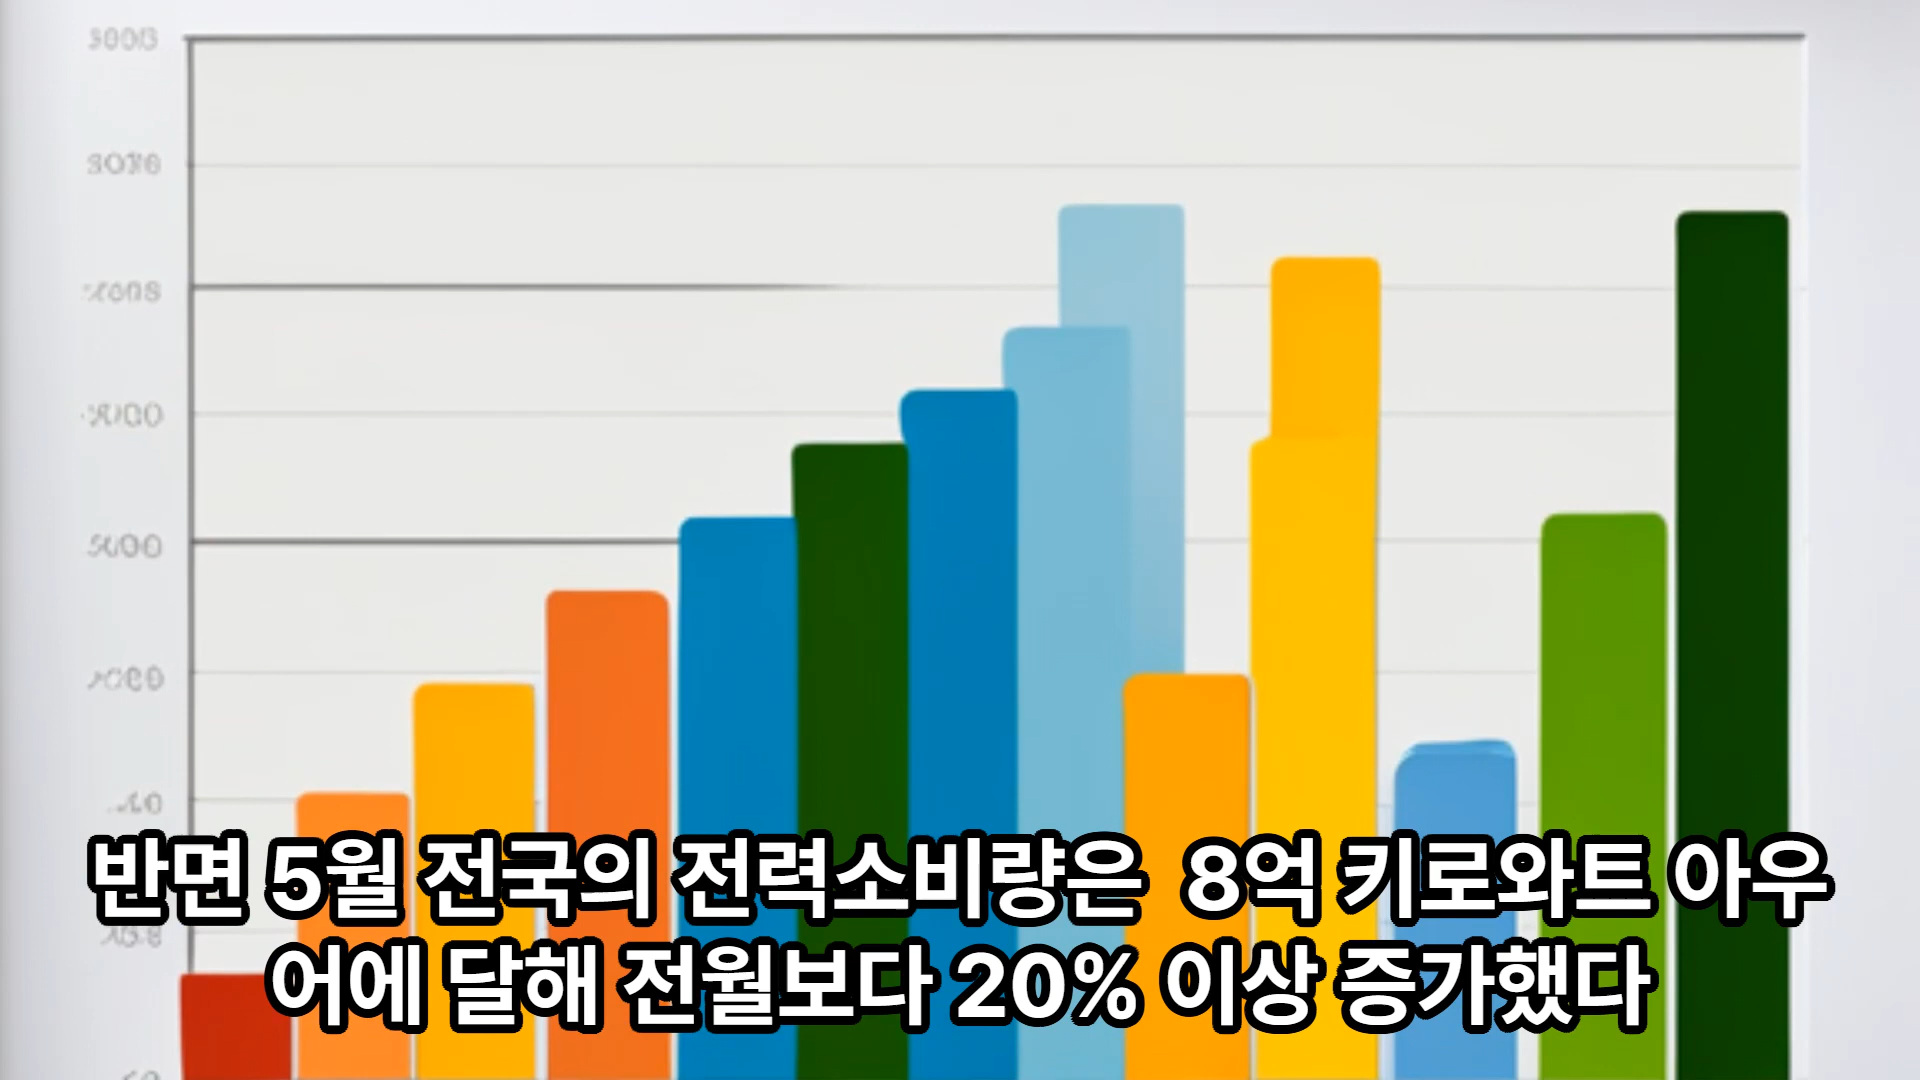 반면 5월 전국의 전력소비량은  8억 키로와트 아우
어에 달해 전월보다 20% 이상 증가했다